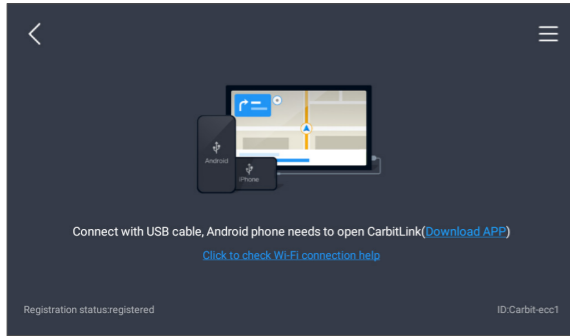 Android
iPhone
Connect with USB cable, Android phone needs to open CarbitLink(Download APP)
Click to check Wi-Fi connection help
Registration status:registered
ID:Carbit-ecc1